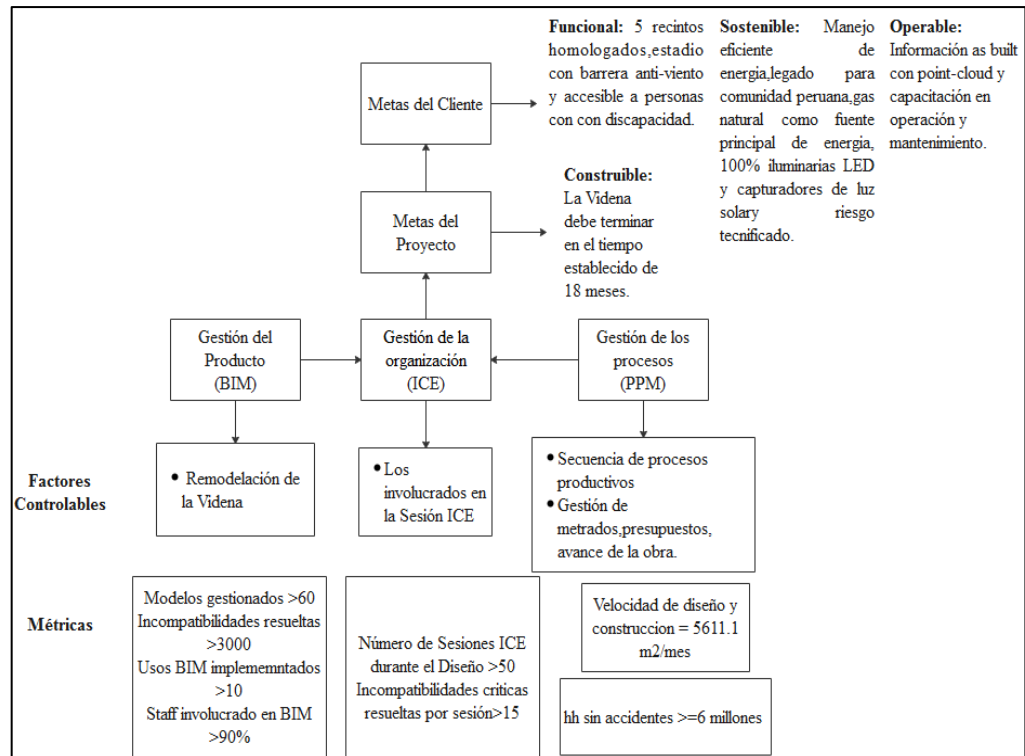 Metas del Cliente
Funcional: 5 recintos
homologados,estadio
con barrera anti-viento
y accesible a personas
con con discapacidad.
Sostenible: Manejo
eficiente de
energia,legado para
comunidad peruana,gas
natural como fuente
principal de energia,
100% iluminarias LED
y capturadores de luz
solary riesgo
tecnificado.
Operable:
Información as built
con point-cloud y
capacitación en
operación y
mantenimiento.
Metas del
Proyecto
Construible:
La Videna
debe terminar
en el tiempo
establecido de
18 meses.
Gestión del
Producto
(BIM)
Gestión de la
organización
(ICE)
Gestión de los
procesos
(PPM)
Factores
Controlables
• Remodelación de
la Videna
• Los
involucrados en
la Sesión ICE
• Secuencia de procesos
productivos
• Gestión de
metrados,presupuestos,
avance de la obra.
Métricas
Modelos gestionados >60
Incompatibilidades resueltas
>3000
Usos BIM implememntados
>10
Staff involucrado en BIM
>90%
Número de Sesiones ICE
durante el Diseño >50
Incompatibilidades criticas
resueltas por sesión>15
Velocidad de diseño y
construccion = 5611.1
m2/mes
hh sin accidentes >=6 millones